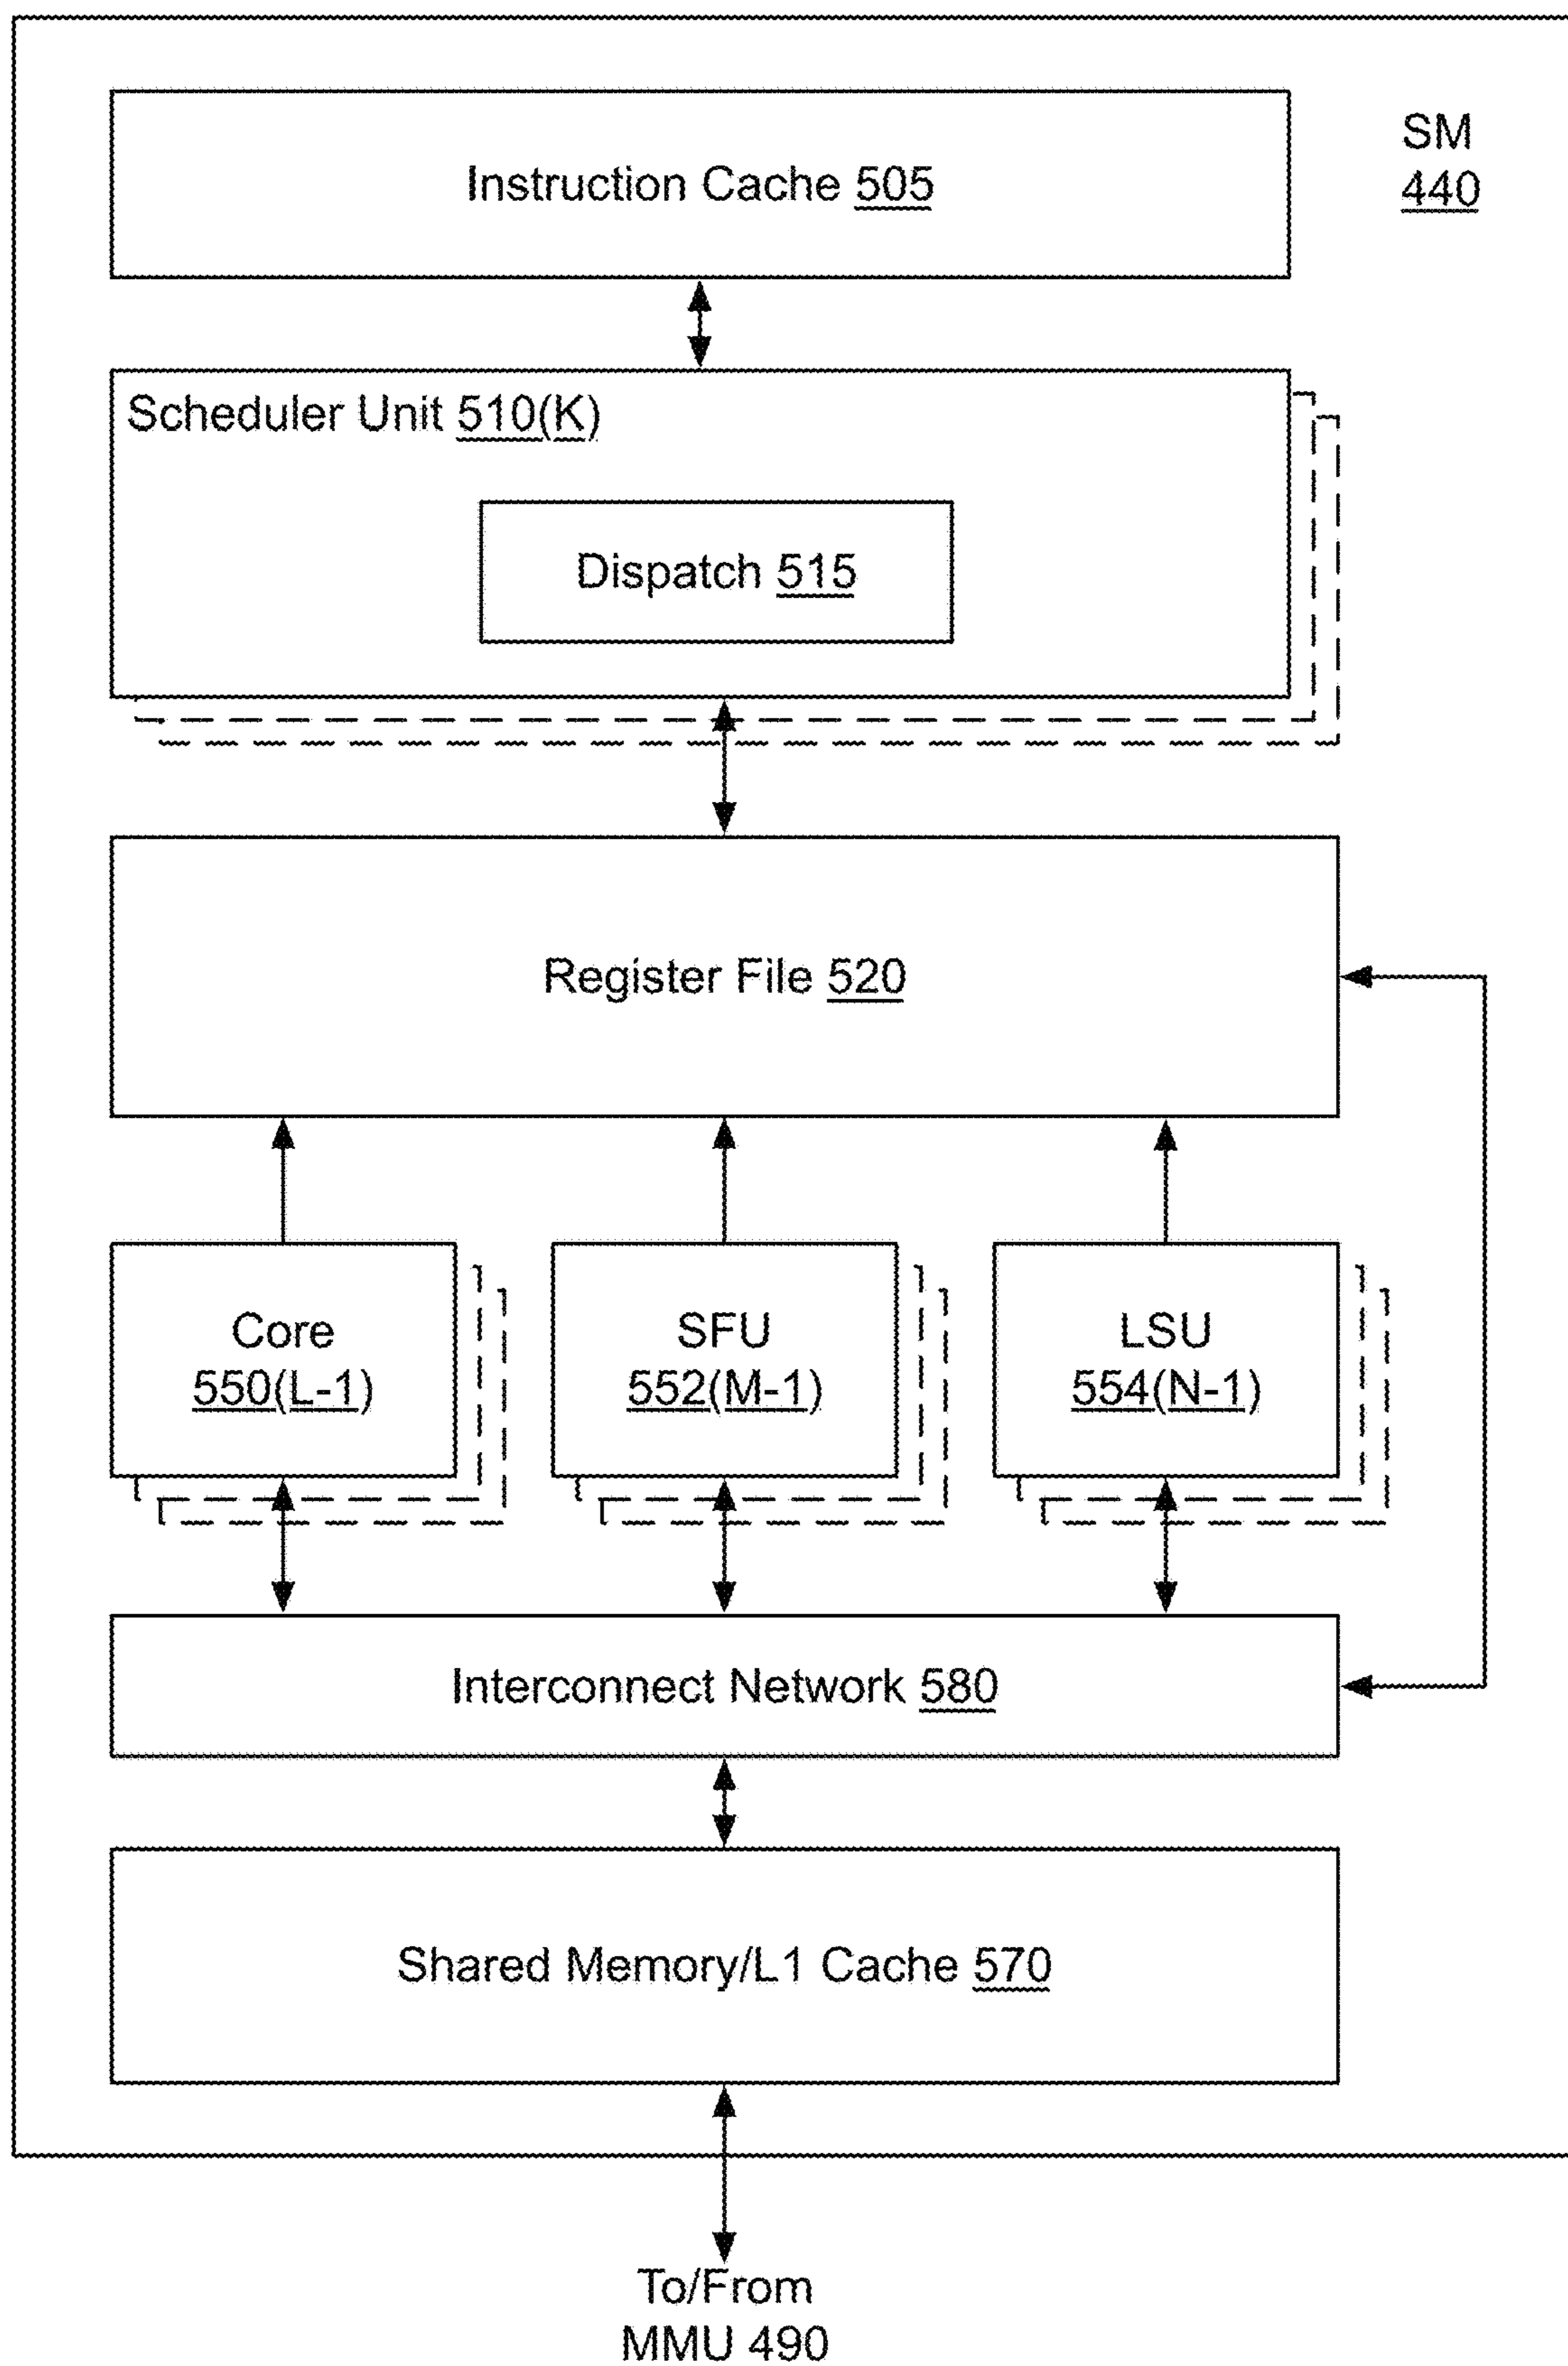 SM
440
Instruction Cache 505
Scheduler Unit 510(K)
Dispatch 515
Register File 520
Core
550(L-1)
SFU
552(M-1)
LSU
554(N-1)
Interconnect Network 580
Shared Memory/L1 Cache 570
To/From
MMU 490